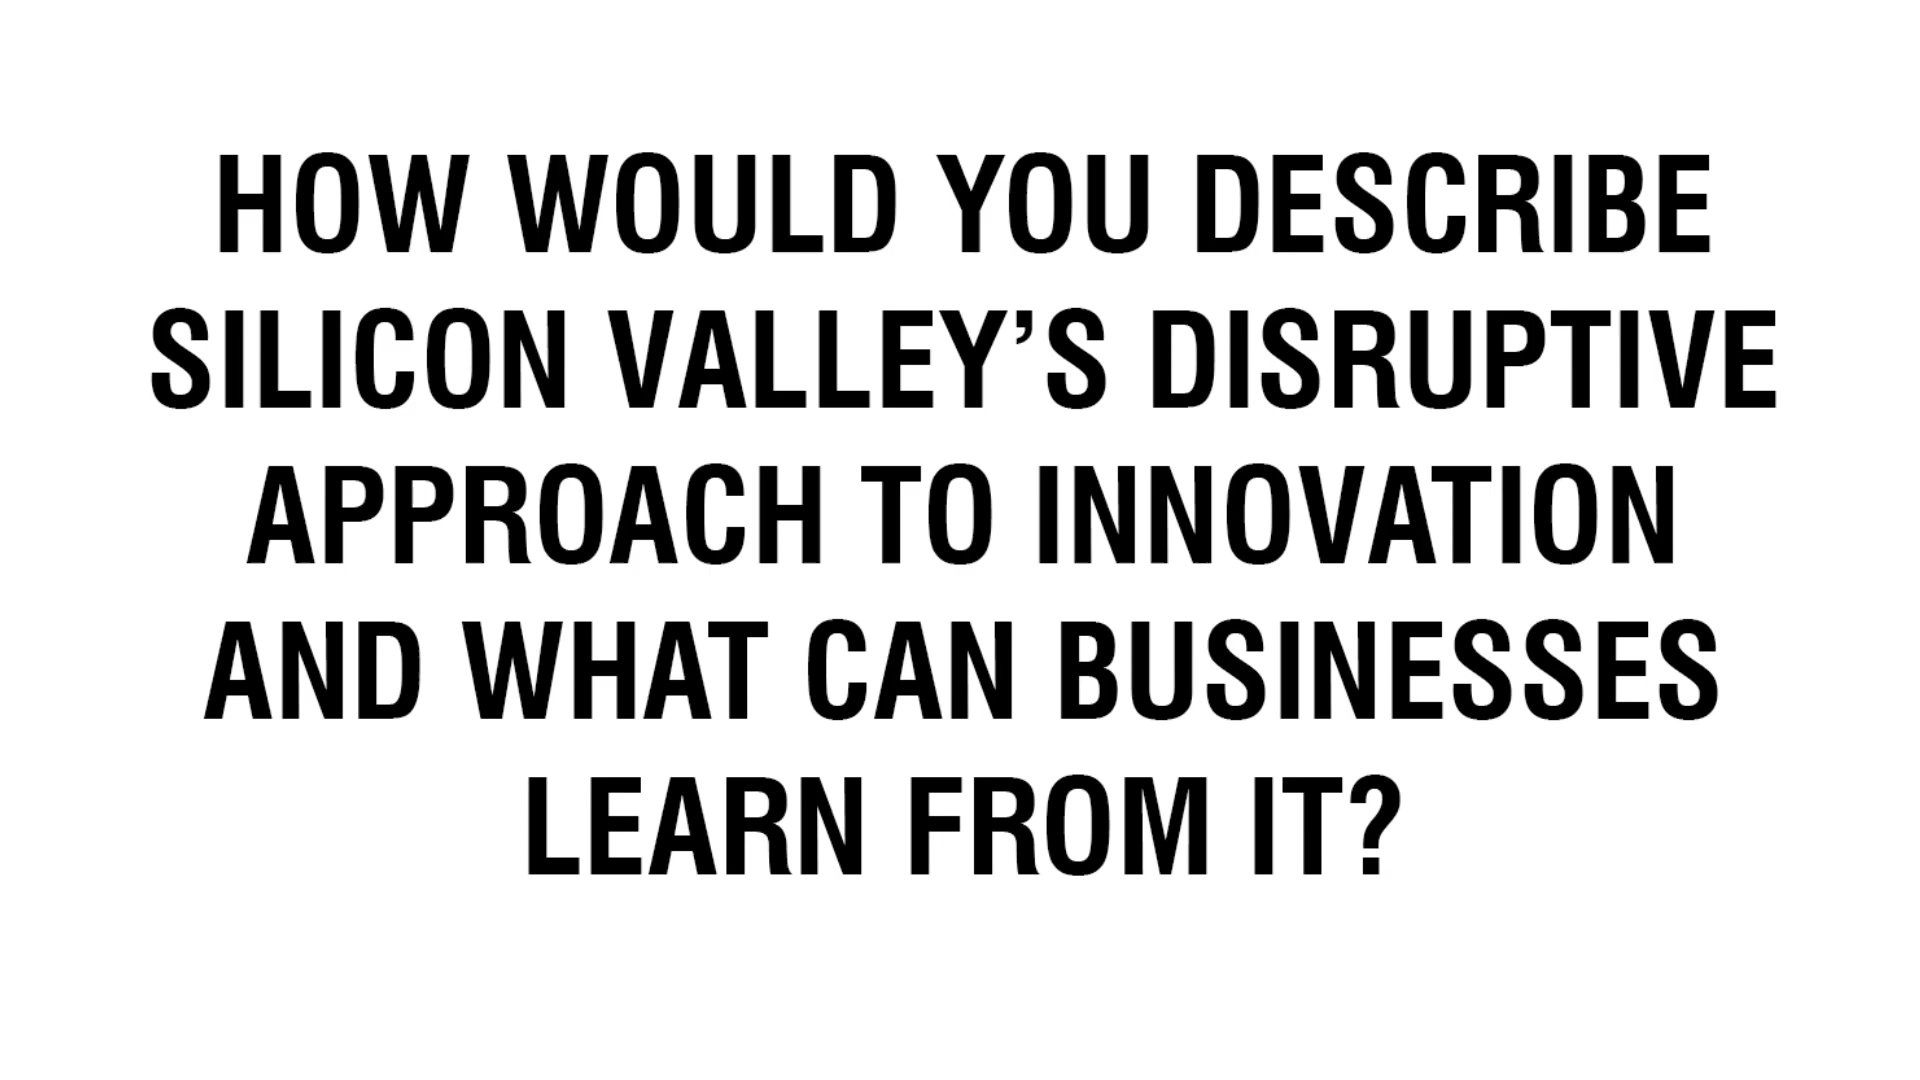 HOW WOULD YOU DESCRIBE
SILICON VALLEY’S DISRUPTIVE
APPROACH TO INNOVATION
AND WHAT CAN BUSINESSES
LEARN FROM IT?